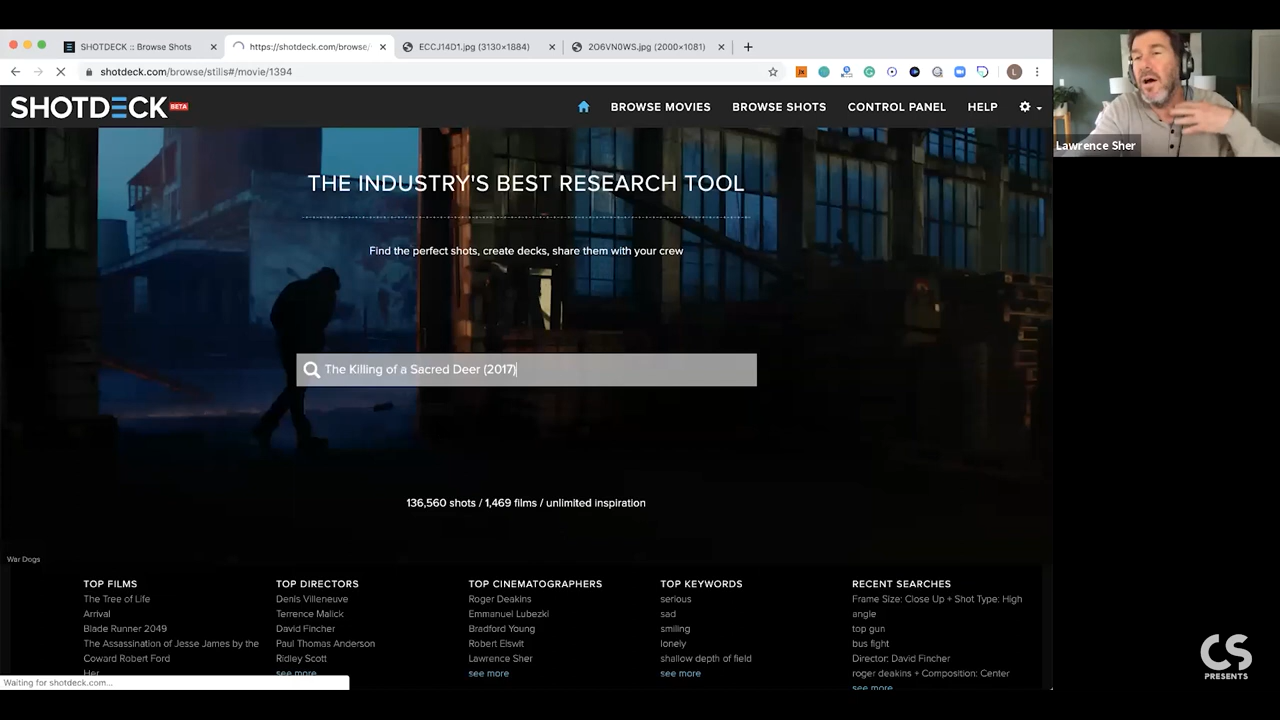 SHOTDECK :: Browse Shots
https://shotdeck.com/browse/
ECCJ14D1.jpg (3130×1884)
2O6VN0WS.jpg (2000×1081)
shotdeck.com/browse/stills#/movie/1394
L
SHOTDECK BETA
BROWSE MOVIES
BROWSE SHOTS
CONTROL PANEL
HELP
Lawrence Sher
THE INDUSTRY'S BEST RESEARCH TOOL
Find the perfect shots, create decks, share them with your crew
The Killing of a Sacred Deer (2017)
136,560 shots / 1,469 films / unlimited inspiration
War Dogs
TOP FILMS
The Tree of Life
Arrival
Blade Runner 2049
The Assassination of Jesse James by the
Coward Robert Ford
Her
TOP DIRECTORS
Denis Villeneuve
Terrence Malick
David Fincher
Paul Thomas Anderson
Ridley Scott
see more
TOP CINEMATOGRAPHERS
Roger Deakins
Emmanuel Lubezki
Bradford Young
Robert Elswit
Lawrence Sher
see more
TOP KEYWORDS
serious
sad
smiling
lonely
shallow depth of field
see more
RECENT SEARCHES
Frame Size: Close Up + Shot Type: High
angle
top gun
bus fight
Director: David Fincher
roger deakins + Composition: Center
see more
Waiting for shotdeck.com...
CS
PRESENTS